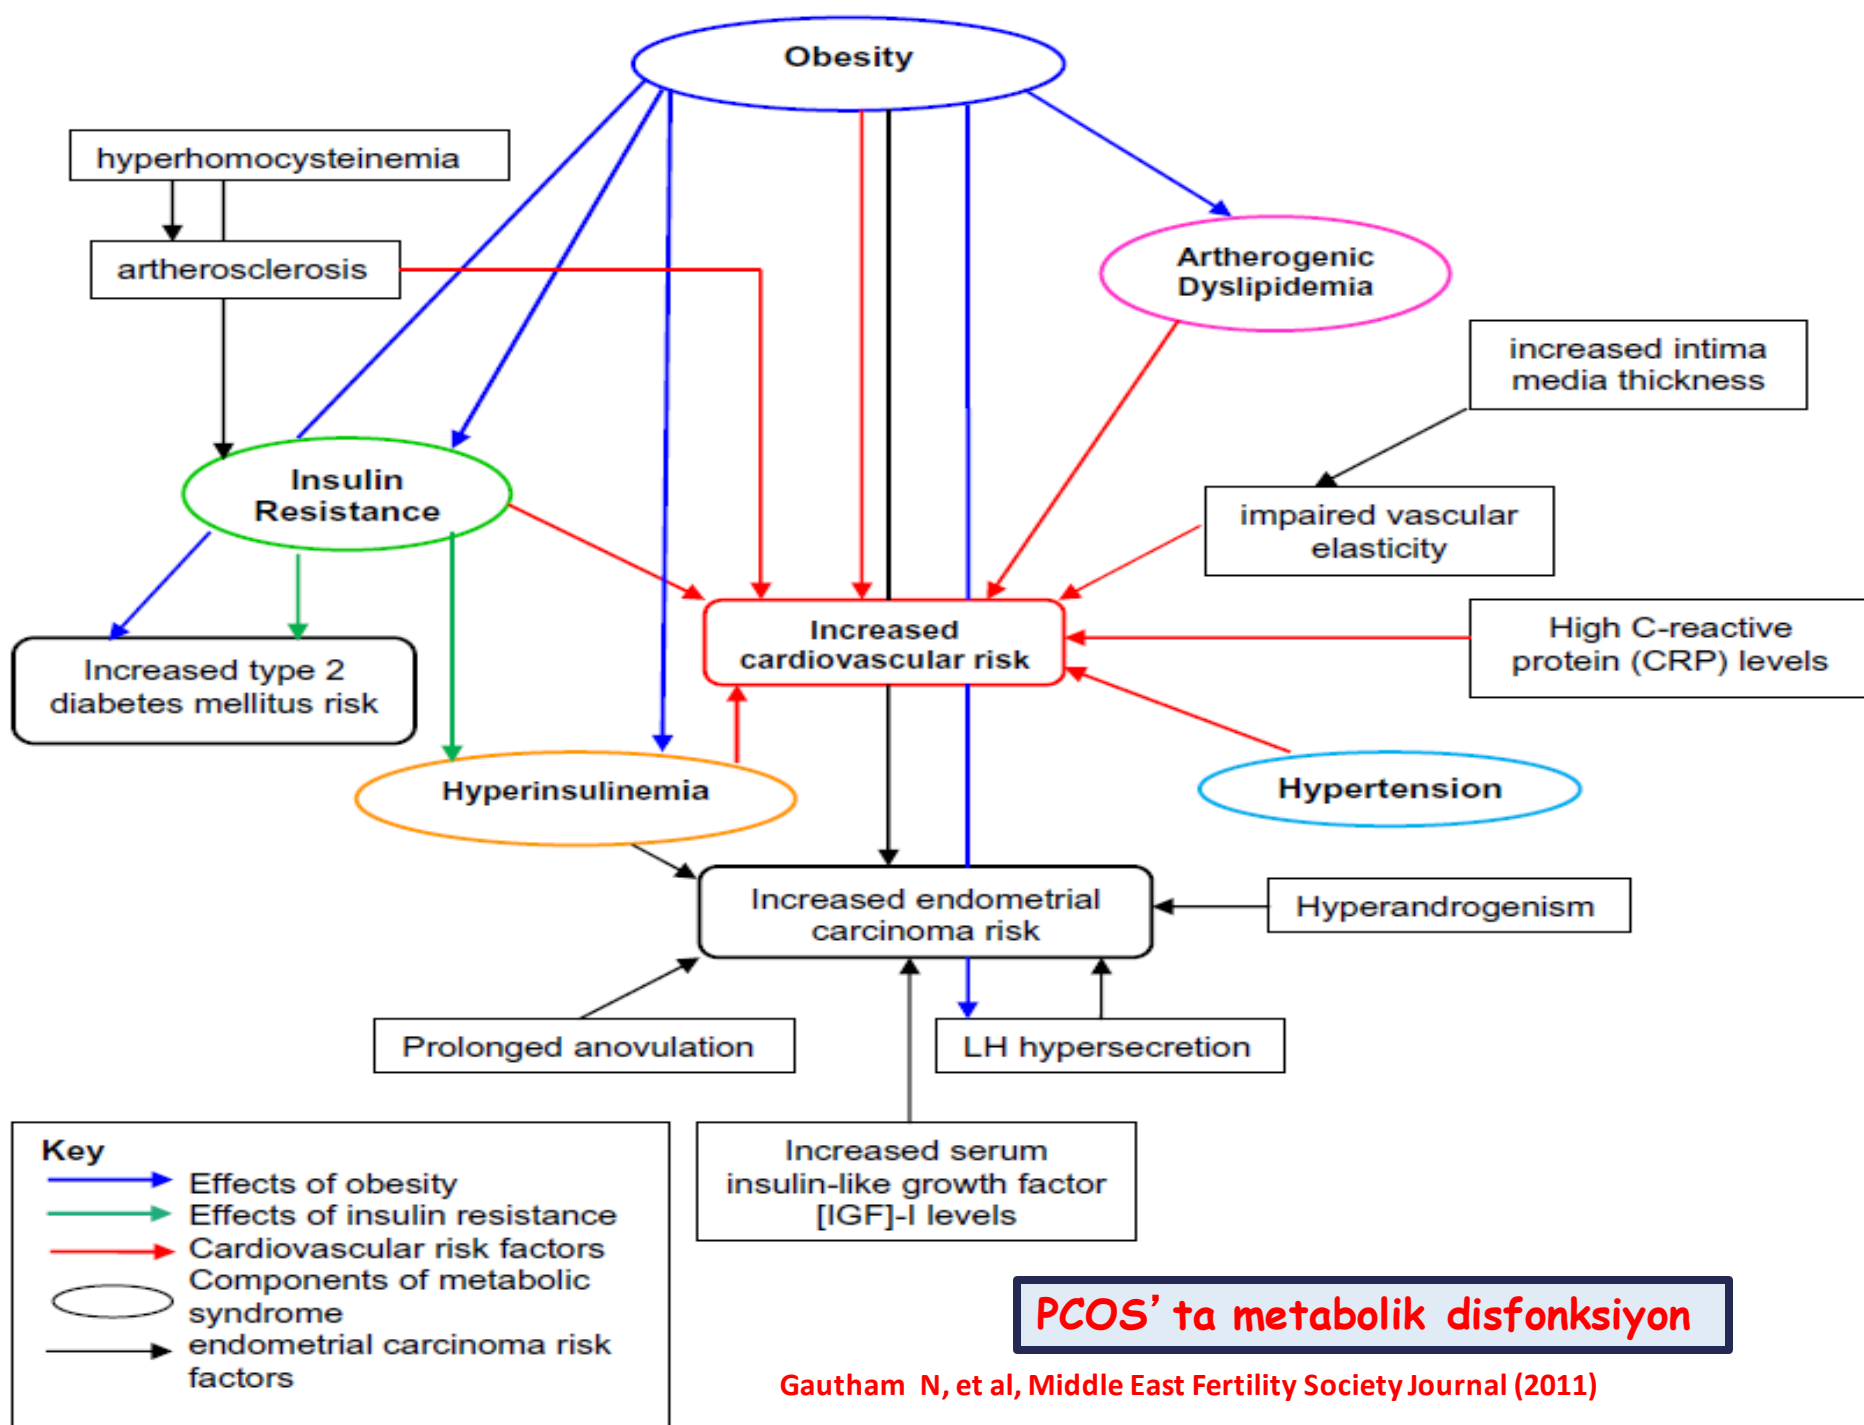 Obesity
hyperhomocysteinemia
artherosclerosis
Artherogenic
Dyslipidemia
increased intima
media thickness
Insulin
Resistance
impaired vascular
elasticity
Increased
cardiovascular risk
High C-reactive
protein (CRP) levels
Increased type 2
diabetes mellitus risk
Hyperinsulinemia
Hypertension
Increased endometrial
carcinoma risk
Hyperandrogenism
Prolonged anovulation
LH hypersecretion
Increased serum
insulin-like growth factor
[IGF]-I levels
Key
Effects of obesity
Effects of insulin resistance
Cardiovascular risk factors
Components of metabolic
syndrome
endometrial carcinoma risk
factors
PCOS’ ta metabolik disfonksiyon
Gautham N, et al, Middle East Fertility Society Journal (2011)